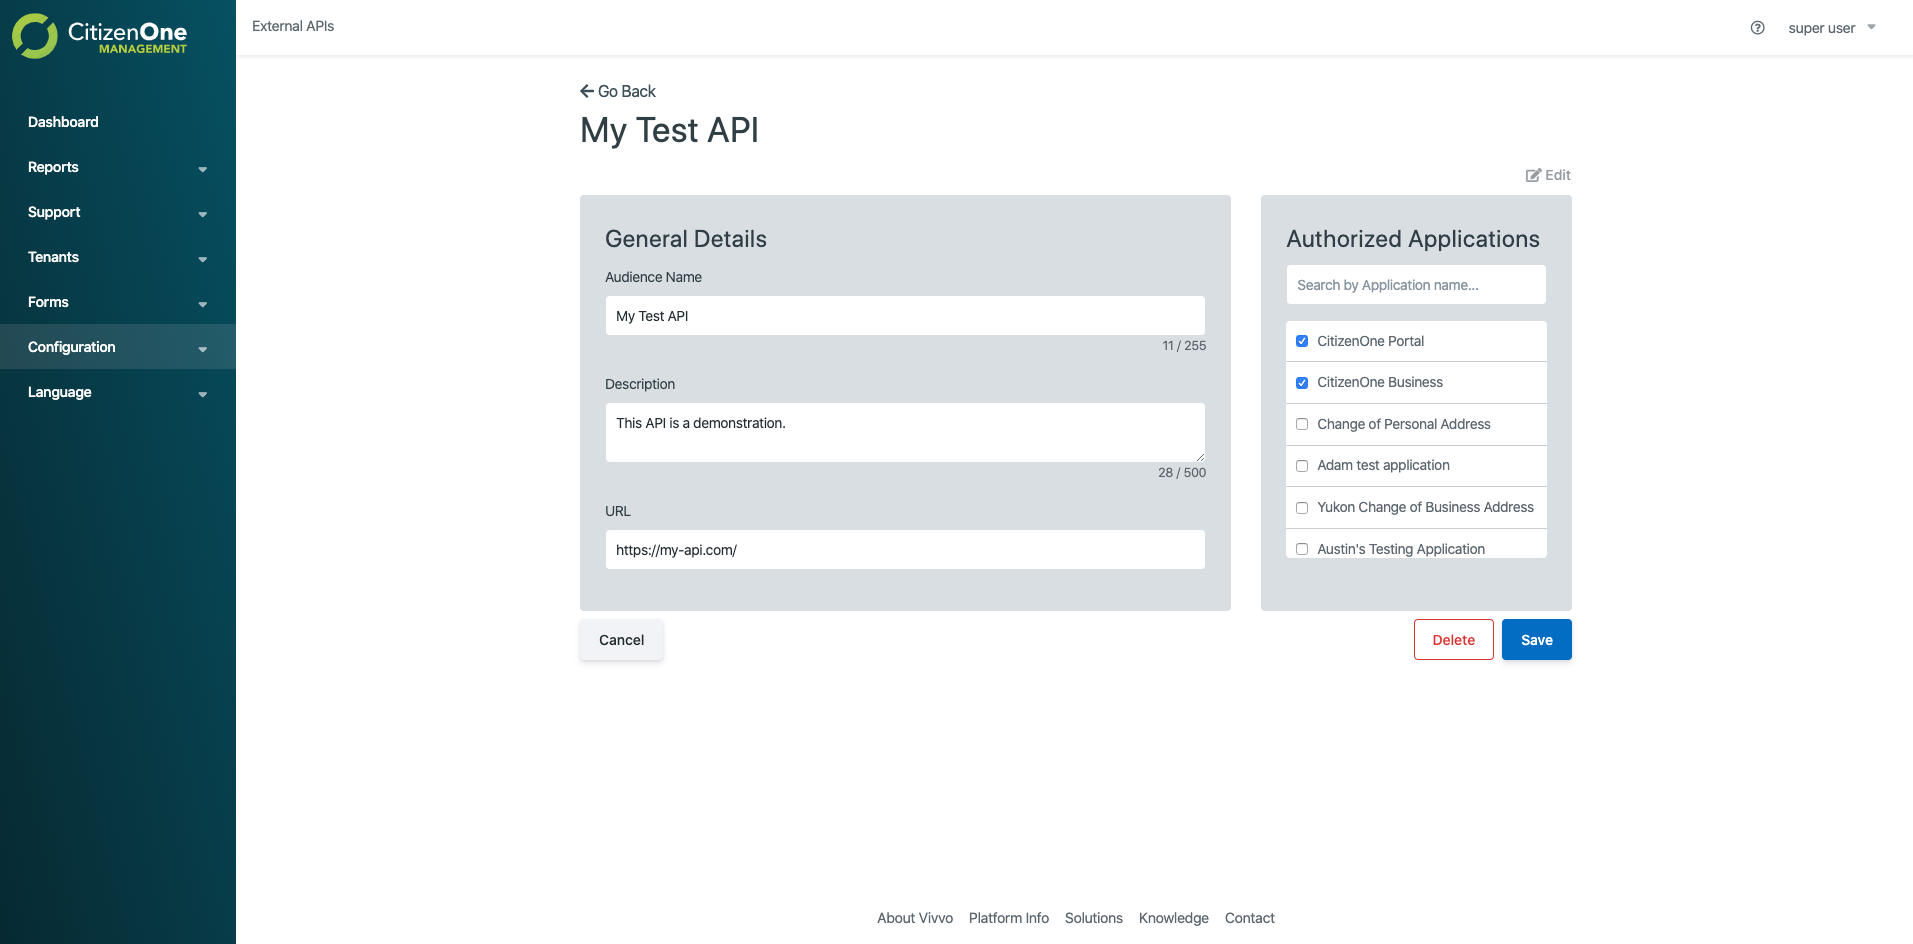 CitizenOne
MANAGEMENT
External APIs
super user
Dashboard
Reports
Support
Tenants
Forms
Configuration
Language
Go Back
My Test API
Edit
General Details
Audience Name
My Test API
11 / 255
Description
This API is a demonstration.
28 / 500
URL
https://my-api.com/
Authorized Applications
Search by Application name...
CitizenOne Portal
CitizenOne Business
Change of Personal Address
Adam test application
Yukon Change of Business Address
Austin's Testing Application
Cancel
Delete
Save
About Vivvo
Platform Info
Solutions
Knowledge
Contact